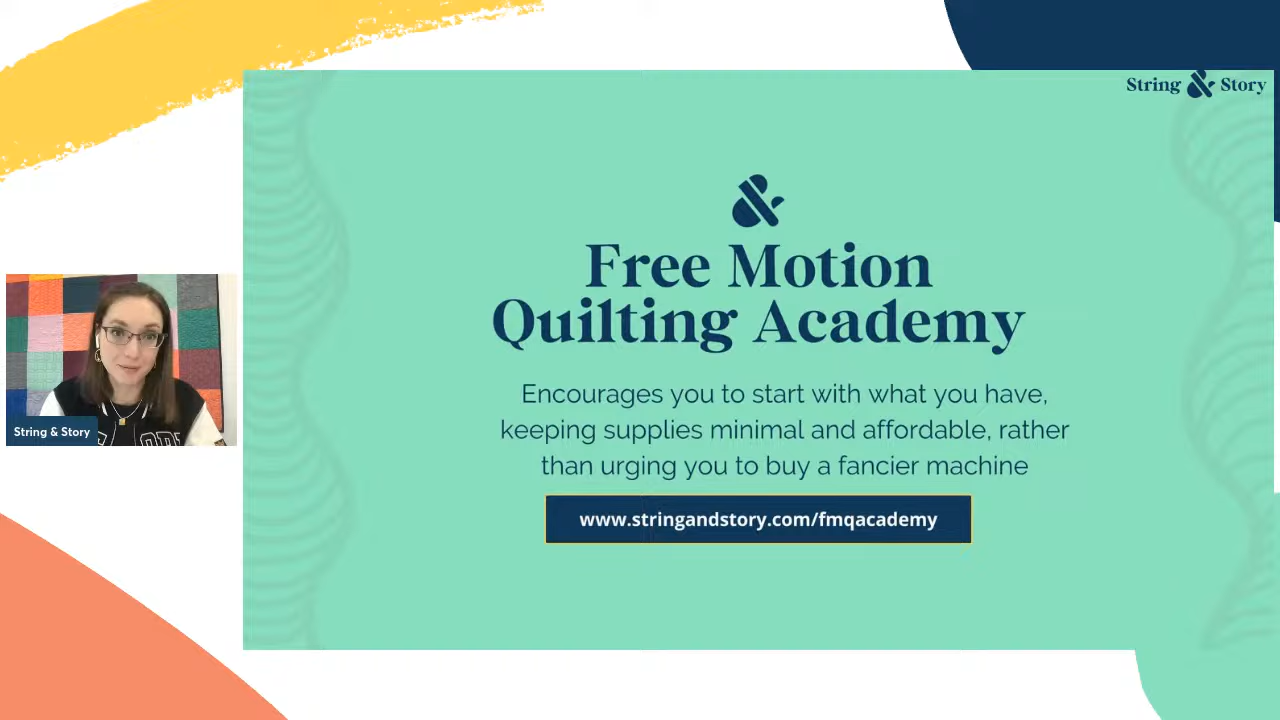 String & Story
&
Free Motion
Quilting Academy
Encourages you to start with what you have,
keeping supplies minimal and affordable, rather
than urging you to buy a fancier machine
www.stringandstory.com/fmqacademy
String & Story